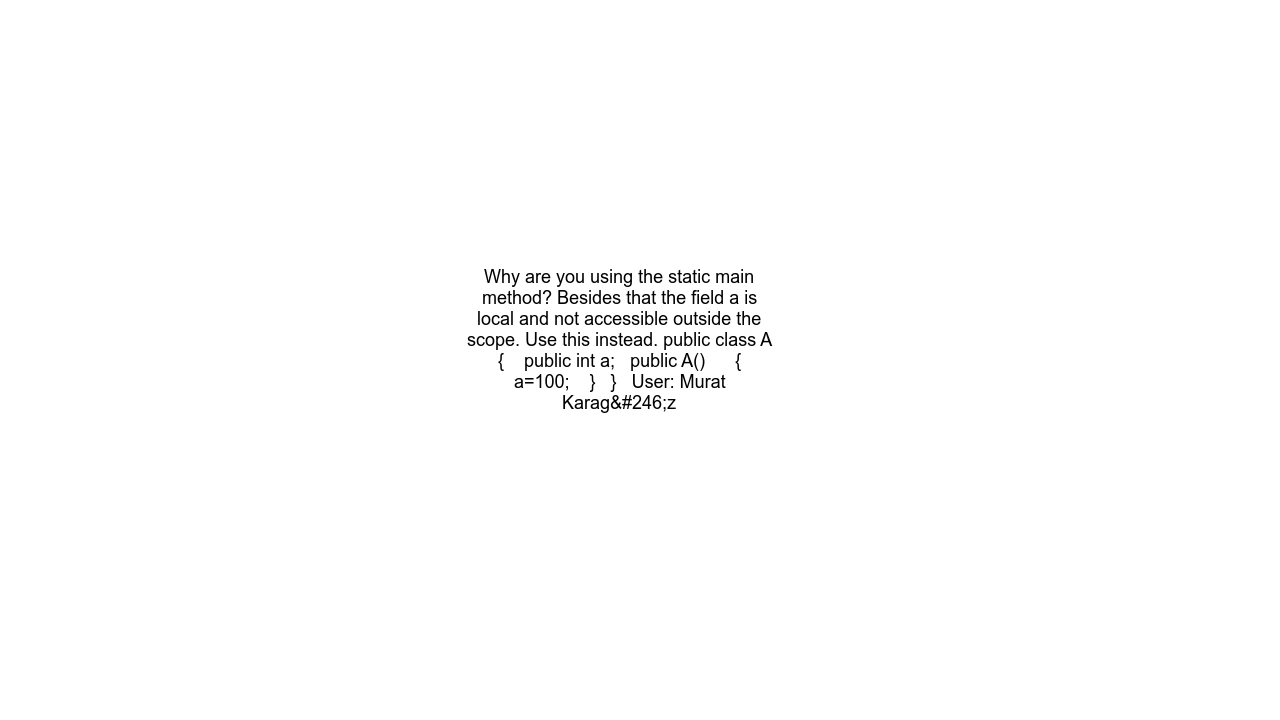 Why are you using the static main
method? Besides that the field a is
local and not accessible outside the
scope. Use this instead. public class A
{    public int a;   public A()      {
a=100;    }   }   User: Murat
Karag&#246;z